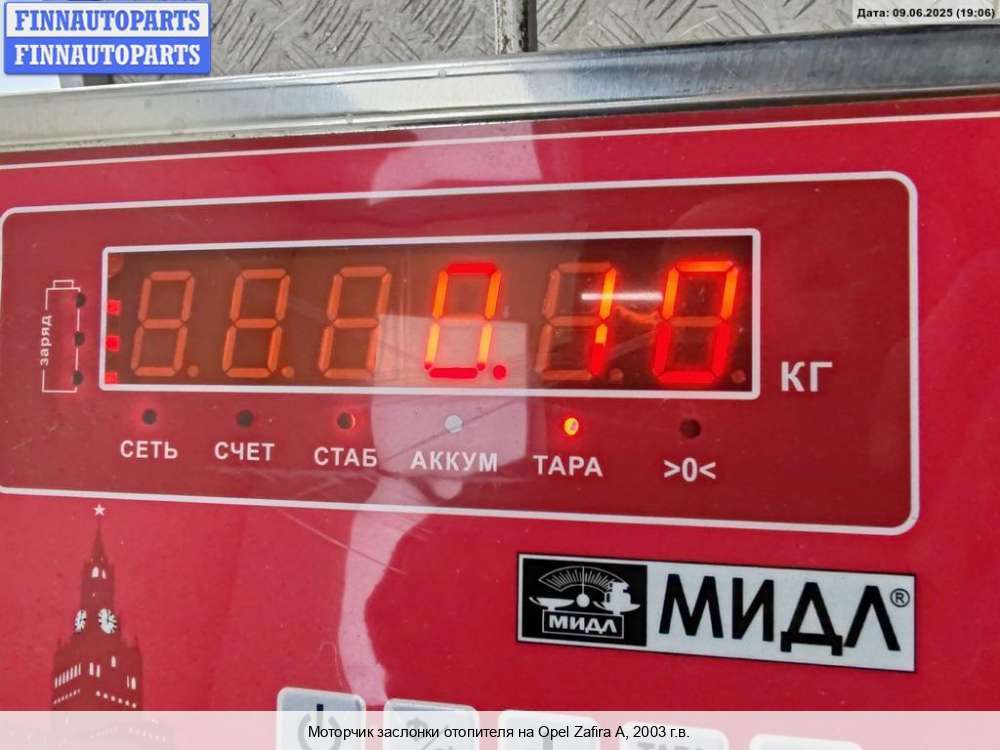 FINNAUTOPARTS
FINNAUTOPARTS
Дата: 09.06.2025 (19:06)
заряд
0.10
КГ
СЕТЬ СЧЕТ СТАБ АККУМ ТАРА >0<
МИДЛ
МИДЛ®
Моторчик заслонки отопителя на Opel Zafira A, 2003 г.в.